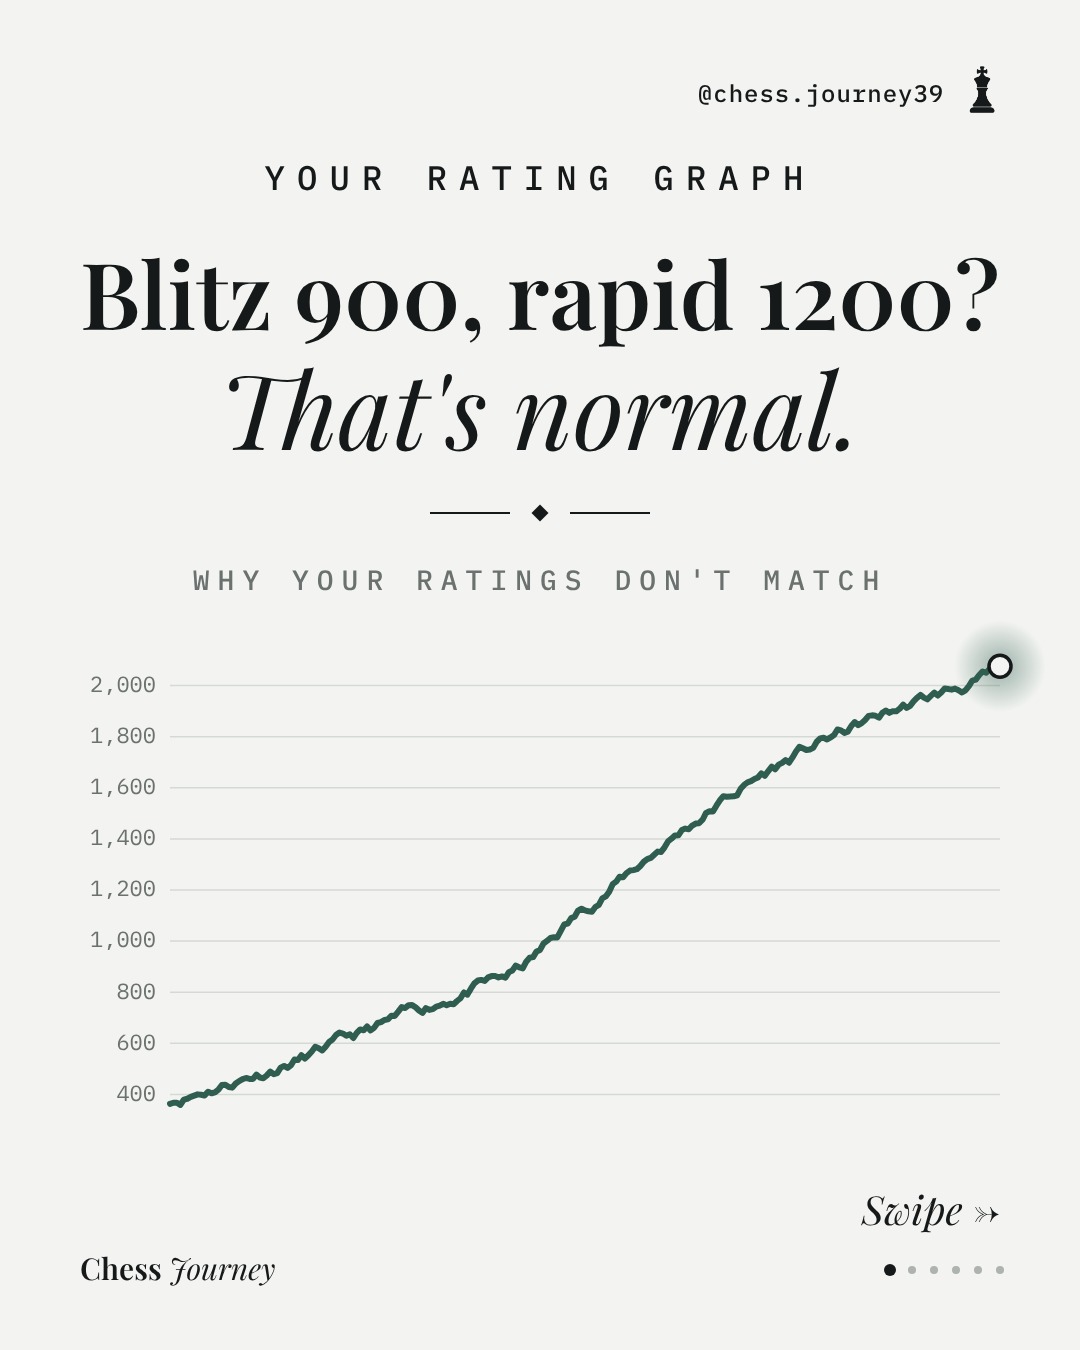 @chess.journey39
YOUR RATING GRAPH
Blitz 900, rapid 1200?
That's normal.
WHY YOUR RATINGS DON'T MATCH
2,000
1,800
1,600
1,400
1,200
1,000
800
600
400
Swipe
Chess Journey